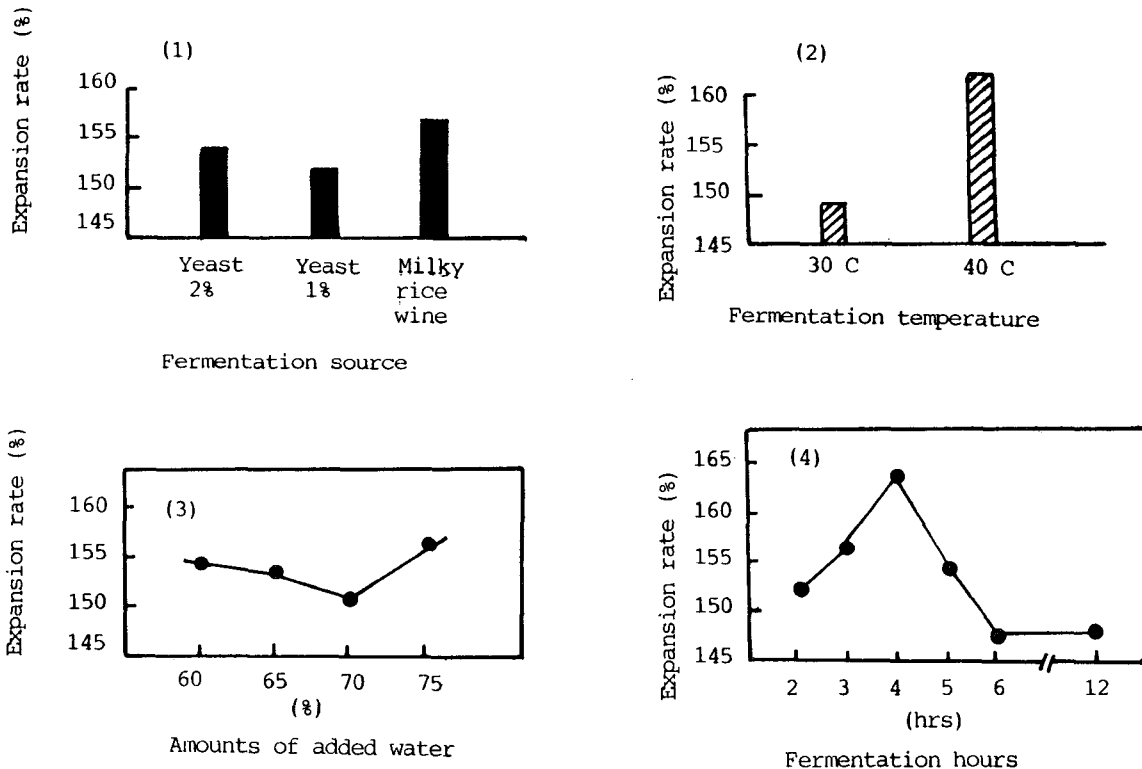 Expansion rate (%)
(1)
160
155
150
145
Yeast 2%
Yeast 1%
Milky rice wine
Fermentation source
Expansion rate (%)
(2)
160
155
150
145
30 C
40 C
Fermentation temperature
Expansion rate (%)
(3)
160
155
150
145
60 65 70 75
(%)
Amounts of added water
Expansion rate (%)
(4)
165
160
155
150
145
2 3 4 5 6 12
(hrs)
Fermentation hours